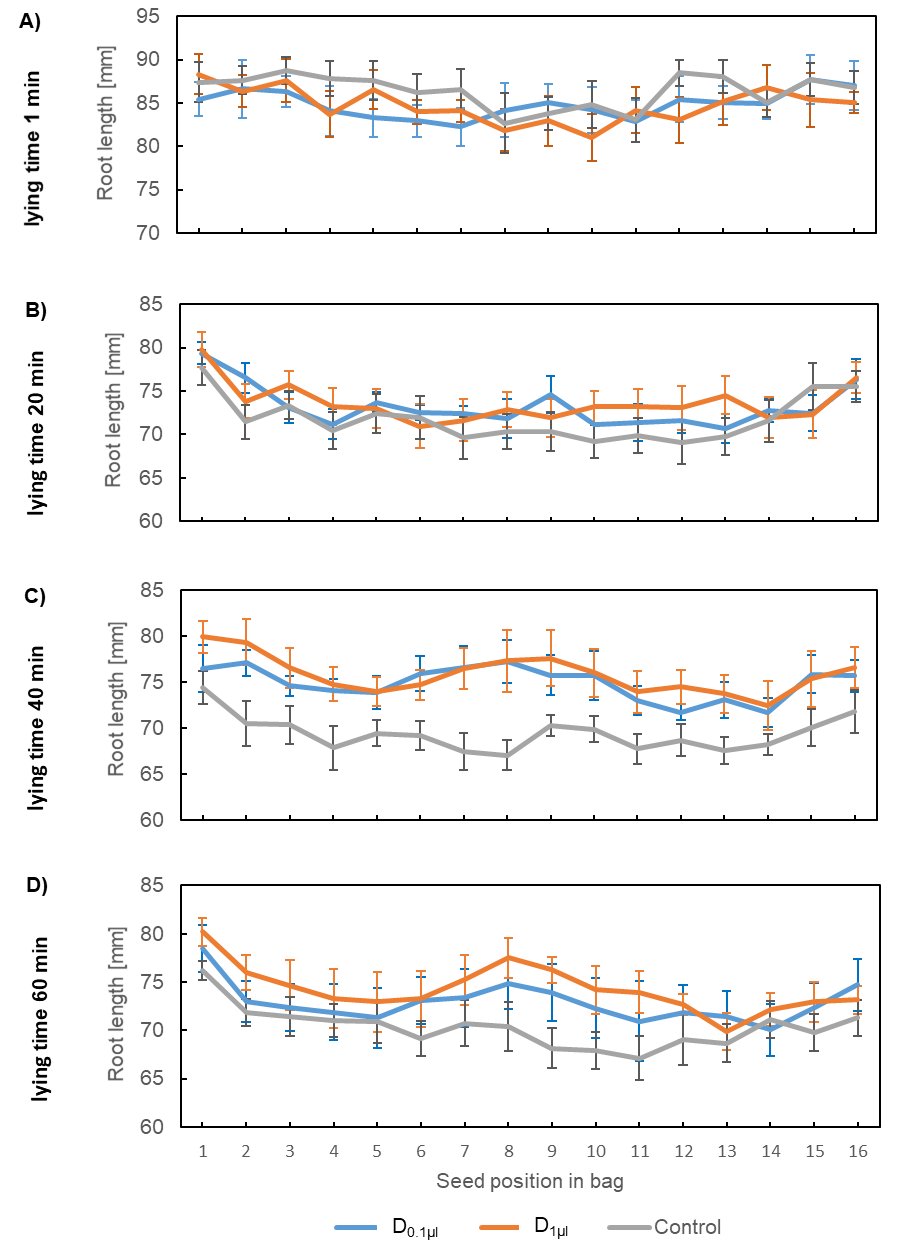 A)
lying time 1 min
Root length [mm]
95
90
85
80
75
70
B)
lying time 20 min
Root length [mm]
85
80
75
70
65
60
C)
lying time 40 min
Root length [mm]
85
80
75
70
65
60
D)
lying time 60 min
Root length [mm]
85
80
75
70
65
60
1 2 3 4 5 6 7 8 9 10 11 12 13 14 15 16
Seed position in bag
D0.1µl D1µl Control